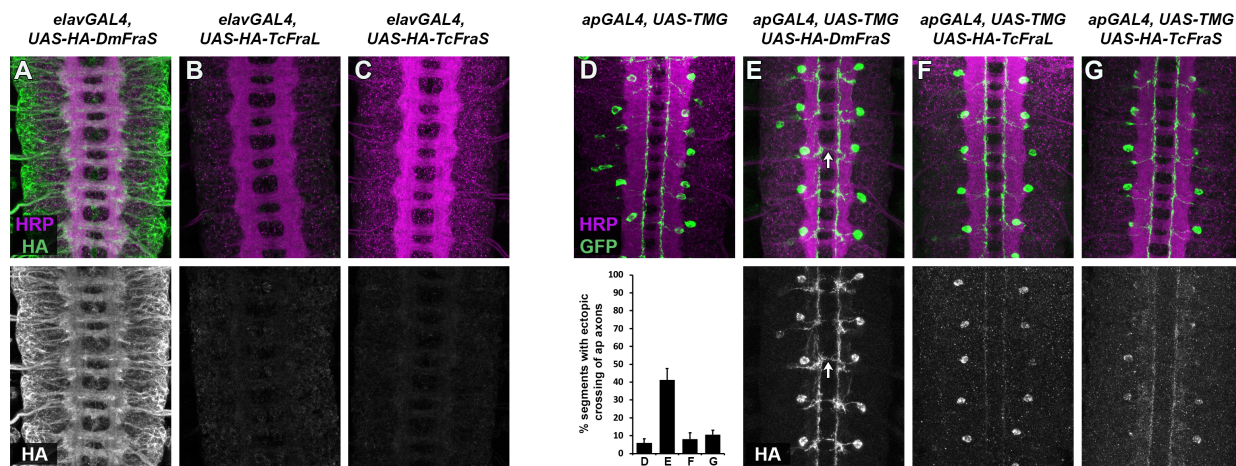 elavGAL4,
UAS-HA-DmFraS
elavGAL4,
UAS-HA-TcFraL
elavGAL4,
UAS-HA-TcFraS
apGAL4, UAS-TMG
apGAL4, UAS-TMG
UAS-HA-DmFraS
apGAL4, UAS-TMG
UAS-HA-TcFraL
apGAL4, UAS-TMG
UAS-HA-TcFraS
A
B
C
D
E
F
G
HRP
HA
HRP
GFP
HA
% segments with ectopic
crossing of ap axons
100
90
80
70
60
50
40
30
20
10
0
D
E
F
G
HA